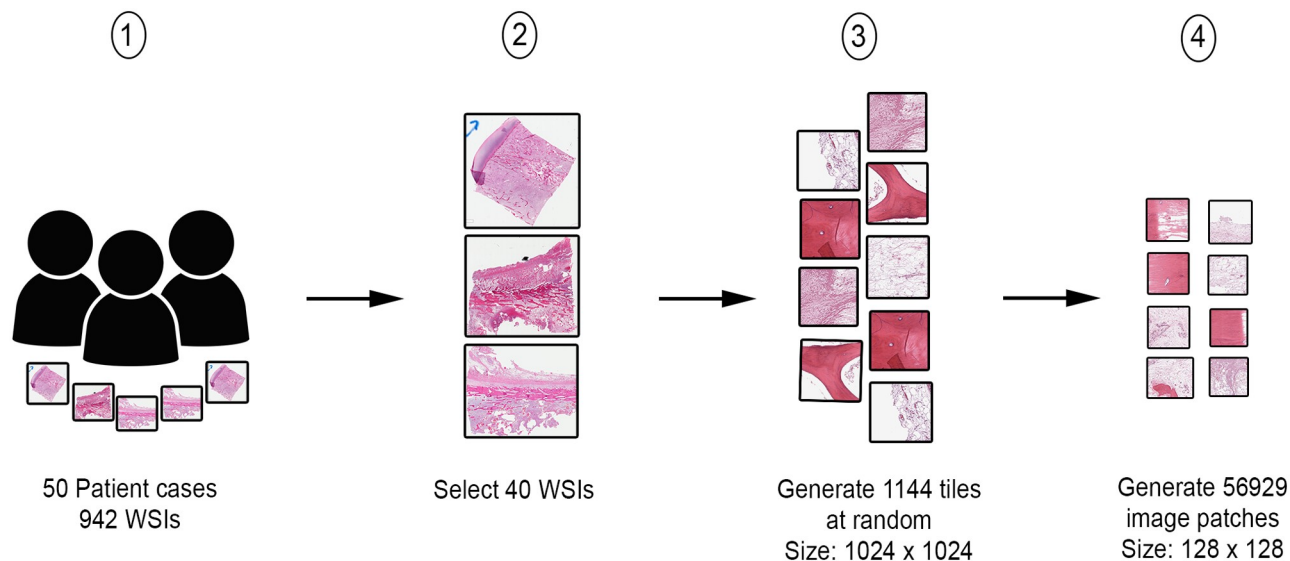 1
2
3
4
50 Patient cases
942 WSIs
Select 40 WSIs
Generate 1144 tiles
at random
Size: 1024 x 1024
Generate 56929
image patches
Size: 128 x 128